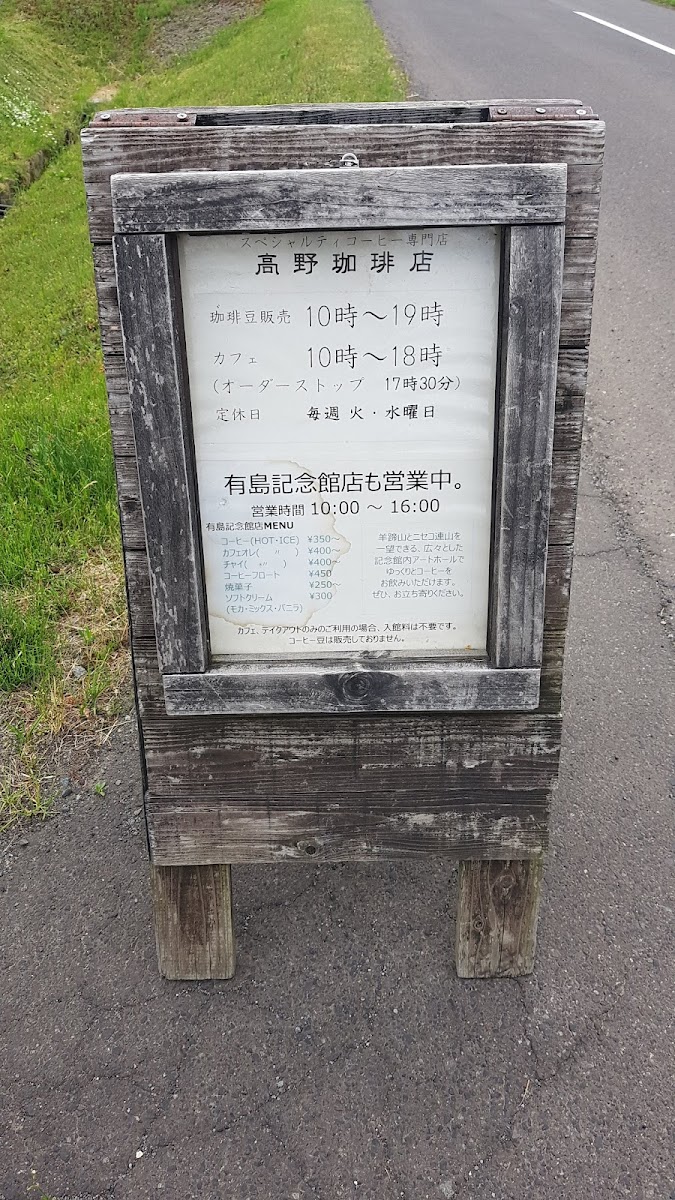 スペシャルティコーヒー専門店
高野珈琲店
珈琲豆販売 10時～19時
カフェ 10時～18時
(オーダーストップ 17時30分)
定休日 毎週 火・水曜日
有島記念館店も営業中。
営業時間 10:00 ～ 16:00
有島記念館店MENU
コーヒー(HOT・ICE) ¥350～
カフェオレ( 〃 ) ¥400～
チャイ( 〃 ) ¥400～
コーヒーフロート ¥450
焼菓子 ¥250～
ソフトクリーム ¥300
(モカ・ミックス・バニラ)
羊蹄山とニセコ連山を
一望できる、広々とした
記念館内アートホールで
ゆっくりとコーヒーを
お飲みいただけます。
ぜひ、お立ち寄りください。
カフェ、テイクアウトのみのご利用の場合、入館料は不要です。
コーヒー豆は販売しておりません。